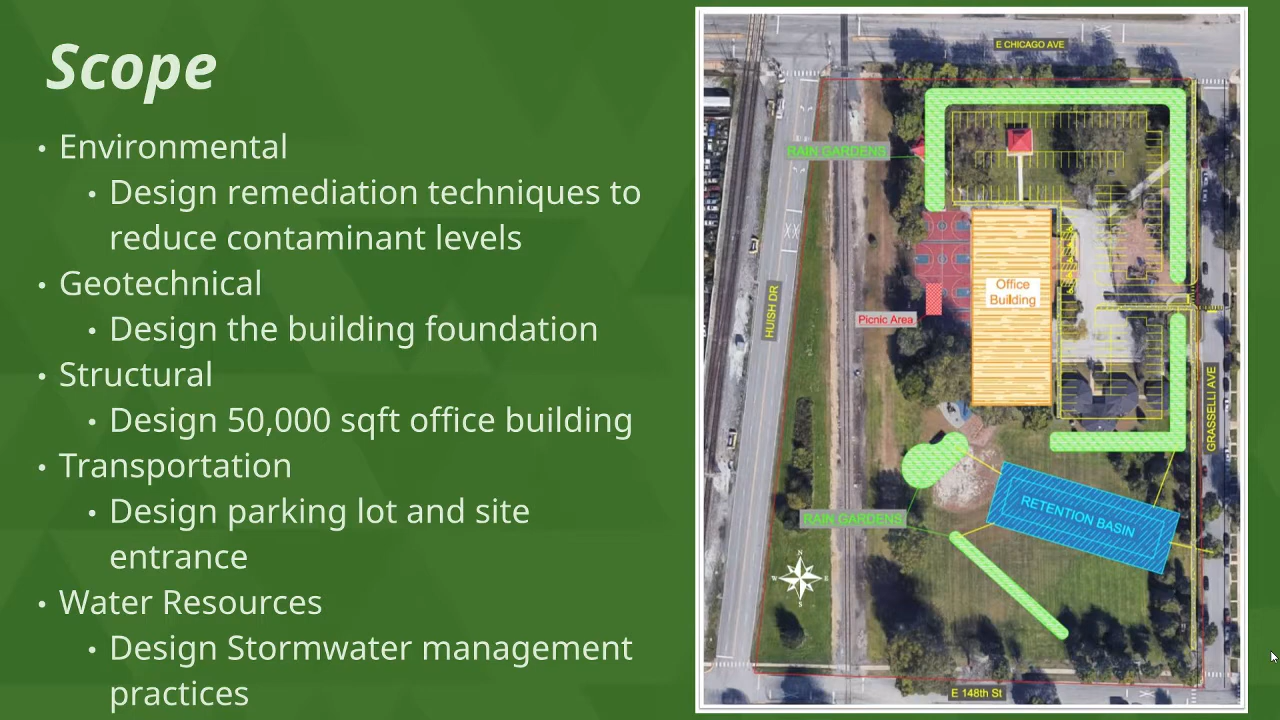 Scope
• Environmental
• Design remediation techniques to
reduce contaminant levels
• Geotechnical
• Design the building foundation
• Structural
• Design 50,000 sqft office building
• Transportation
• Design parking lot and site
entrance
• Water Resources
• Design Stormwater management
practices
E CHICAGO AVE
RAIN GARDENS
Office
Building
HUISH DR
Picnic Area
GRASSELLI AVE
RETENTION BASIN
RAIN GARDENS
N
W E
S
E 148th St